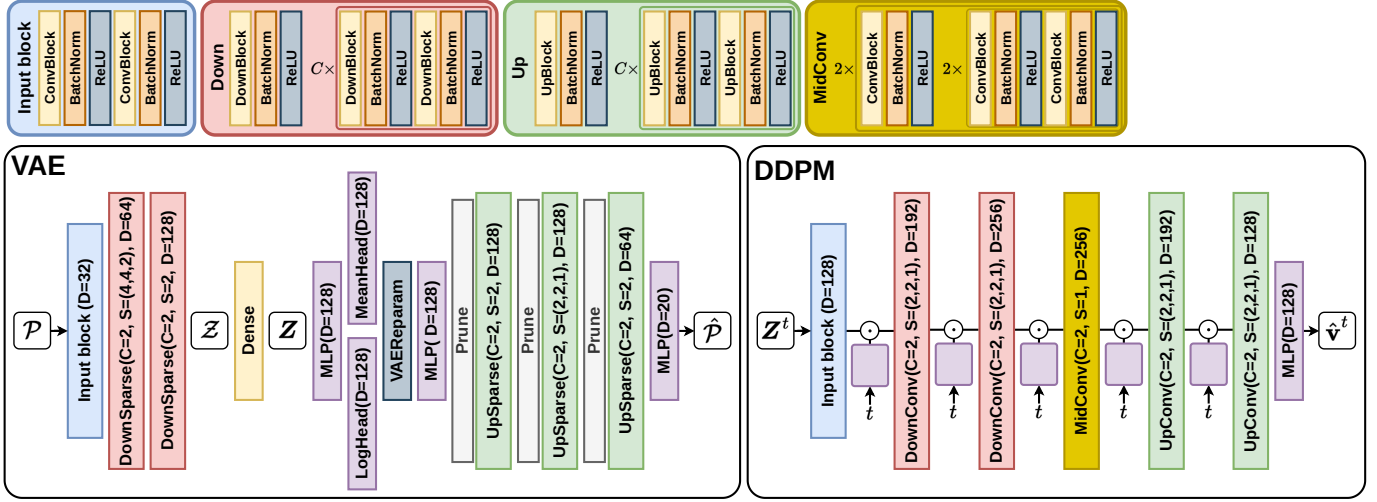 Input block
ConvBlock
BatchNorm
ReLU
ConvBlock
BatchNorm
ReLU
Down
DownBlock
BatchNorm
ReLU
C×
DownBlock
BatchNorm
ReLU
DownBlock
BatchNorm
ReLU
Up
UpBlock
BatchNorm
ReLU
C×
UpBlock
BatchNorm
ReLU
UpBlock
BatchNorm
ReLU
MidConv
2×
ConvBlock
BatchNorm
ReLU
2×
ConvBlock
BatchNorm
ReLU
ConvBlock
BatchNorm
ReLU
VAE
𝒫
Input block (D=32)
DownSparse(C=2, S=(4,4,2), D=64)
DownSparse(C=2, S=2, D=128)
𝒵
Dense
Z
MLP(D=128)
MeanHead(D=128)
LogHead(D=128)
VAEReparam
MLP( D=128)
Prune
UpSparse(C=2, S=2, D=128)
Prune
UpSparse(C=2, S=(2,2,1), D=128)
Prune
UpSparse(C=2, S=2, D=64)
MLP(D=20)
𝒫̂
DDPM
Zᵗ
Input block (D=128)
t
DownConv(C=2, S=(2,2,1), D=192)
t
DownConv(C=2, S=(2,2,1), D=256)
t
MidConv(C=2, S=1, D=256)
t
UpConv(C=2, S=(2,2,1), D=192)
t
UpConv(C=2, S=(2,2,1), D=128)
MLP(D=128)
v̂ᵗ